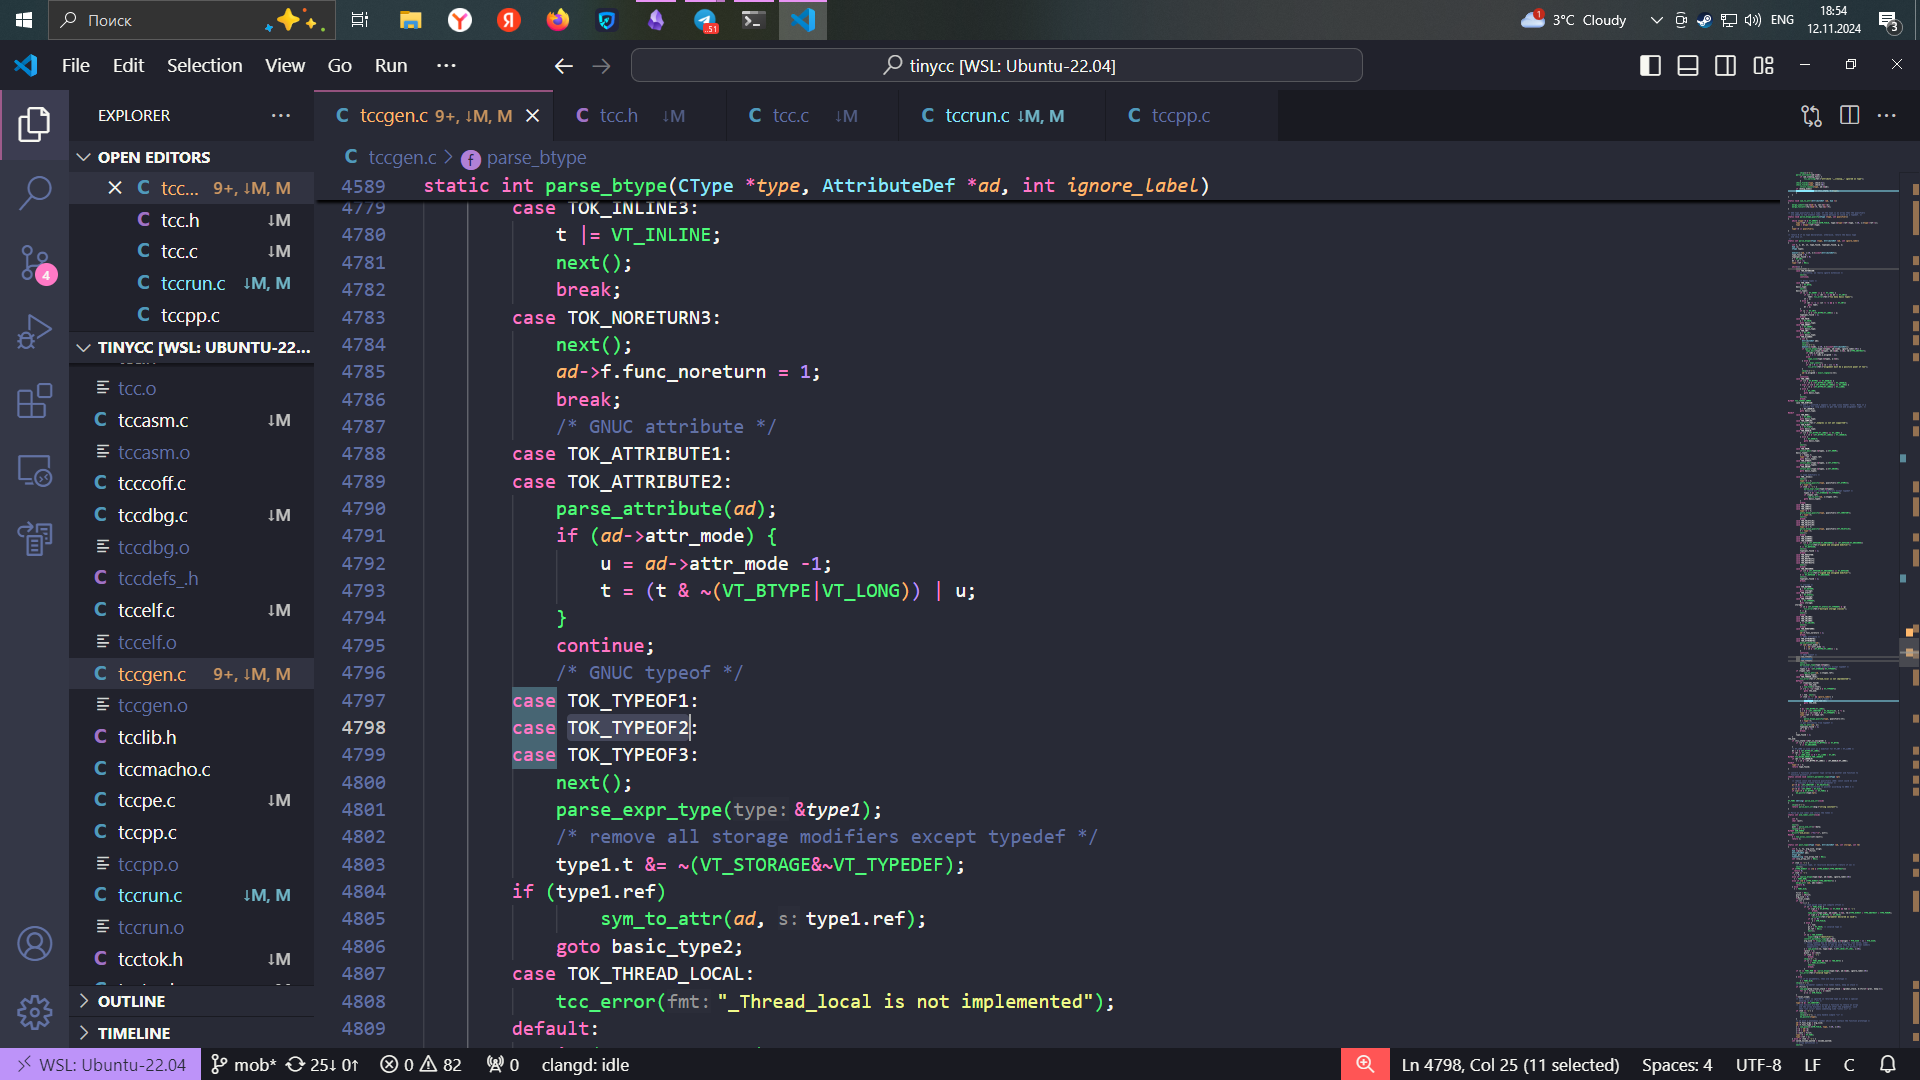 Поиск
1
3°C Cloudy
ENG
18:54
12.11.2024
3
File Edit Selection View Go Run ···
tinycc [WSL: Ubuntu-22.04]
EXPLORER ···
tccgen.c 9+, ↓M, M
tcc.h ↓M
tcc.c ↓M
tccrun.c ↓M, M
tccpp.c
OPEN EDITORS
tcc... 9+, ↓M, M
tcc.h ↓M
tcc.c ↓M
tccrun.c ↓M, M
tccpp.c
4
TINYCC [WSL: UBUNTU-22...
tcc.o
tccasm.c ↓M
tccasm.o
tcccoff.c
tccdbg.c ↓M
tccdbg.o
tccdefs_.h
tccelf.c ↓M
tccelf.o
tccgen.c 9+, ↓M, M
tccgen.o
tcclib.h
tccmacho.c
tccpe.c ↓M
tccpp.c
tccpp.o
tccrun.c ↓M, M
tccrun.o
tcctok.h ↓M
OUTLINE
TIMELINE
tccgen.c > parse_btype
4589 static int parse_btype(CType *type, AttributeDef *ad, int ignore_label)
4779 case TOK_INLINE3:
4780 t |= VT_INLINE;
4781 next();
4782 break;
4783 case TOK_NORETURN3:
4784 next();
4785 ad->f.func_noreturn = 1;
4786 break;
4787 /* GNUC attribute */
4788 case TOK_ATTRIBUTE1:
4789 case TOK_ATTRIBUTE2:
4790 parse_attribute(ad);
4791 if (ad->attr_mode) {
4792 u = ad->attr_mode -1;
4793 t = (t & ~(VT_BTYPE|VT_LONG)) | u;
4794 }
4795 continue;
4796 /* GNUC typeof */
4797 case TOK_TYPEOF1:
4798 case TOK_TYPEOF2:
4799 case TOK_TYPEOF3:
4800 next();
4801 parse_expr_type(type: &type1);
4802 /* remove all storage modifiers except typedef */
4803 type1.t &= ~(VT_STORAGE&~VT_TYPEDEF);
4804 if (type1.ref)
4805 sym_to_attr(ad, s: type1.ref);
4806 goto basic_type2;
4807 case TOK_THREAD_LOCAL:
4808 tcc_error(fmt: "_Thread_local is not implemented");
4809 default:
WSL: Ubuntu-22.04 mob* 25↓ 0↑ 0 82 0 clangd: idle Ln 4798, Col 25 (11 selected) Spaces: 4 UTF-8 LF C